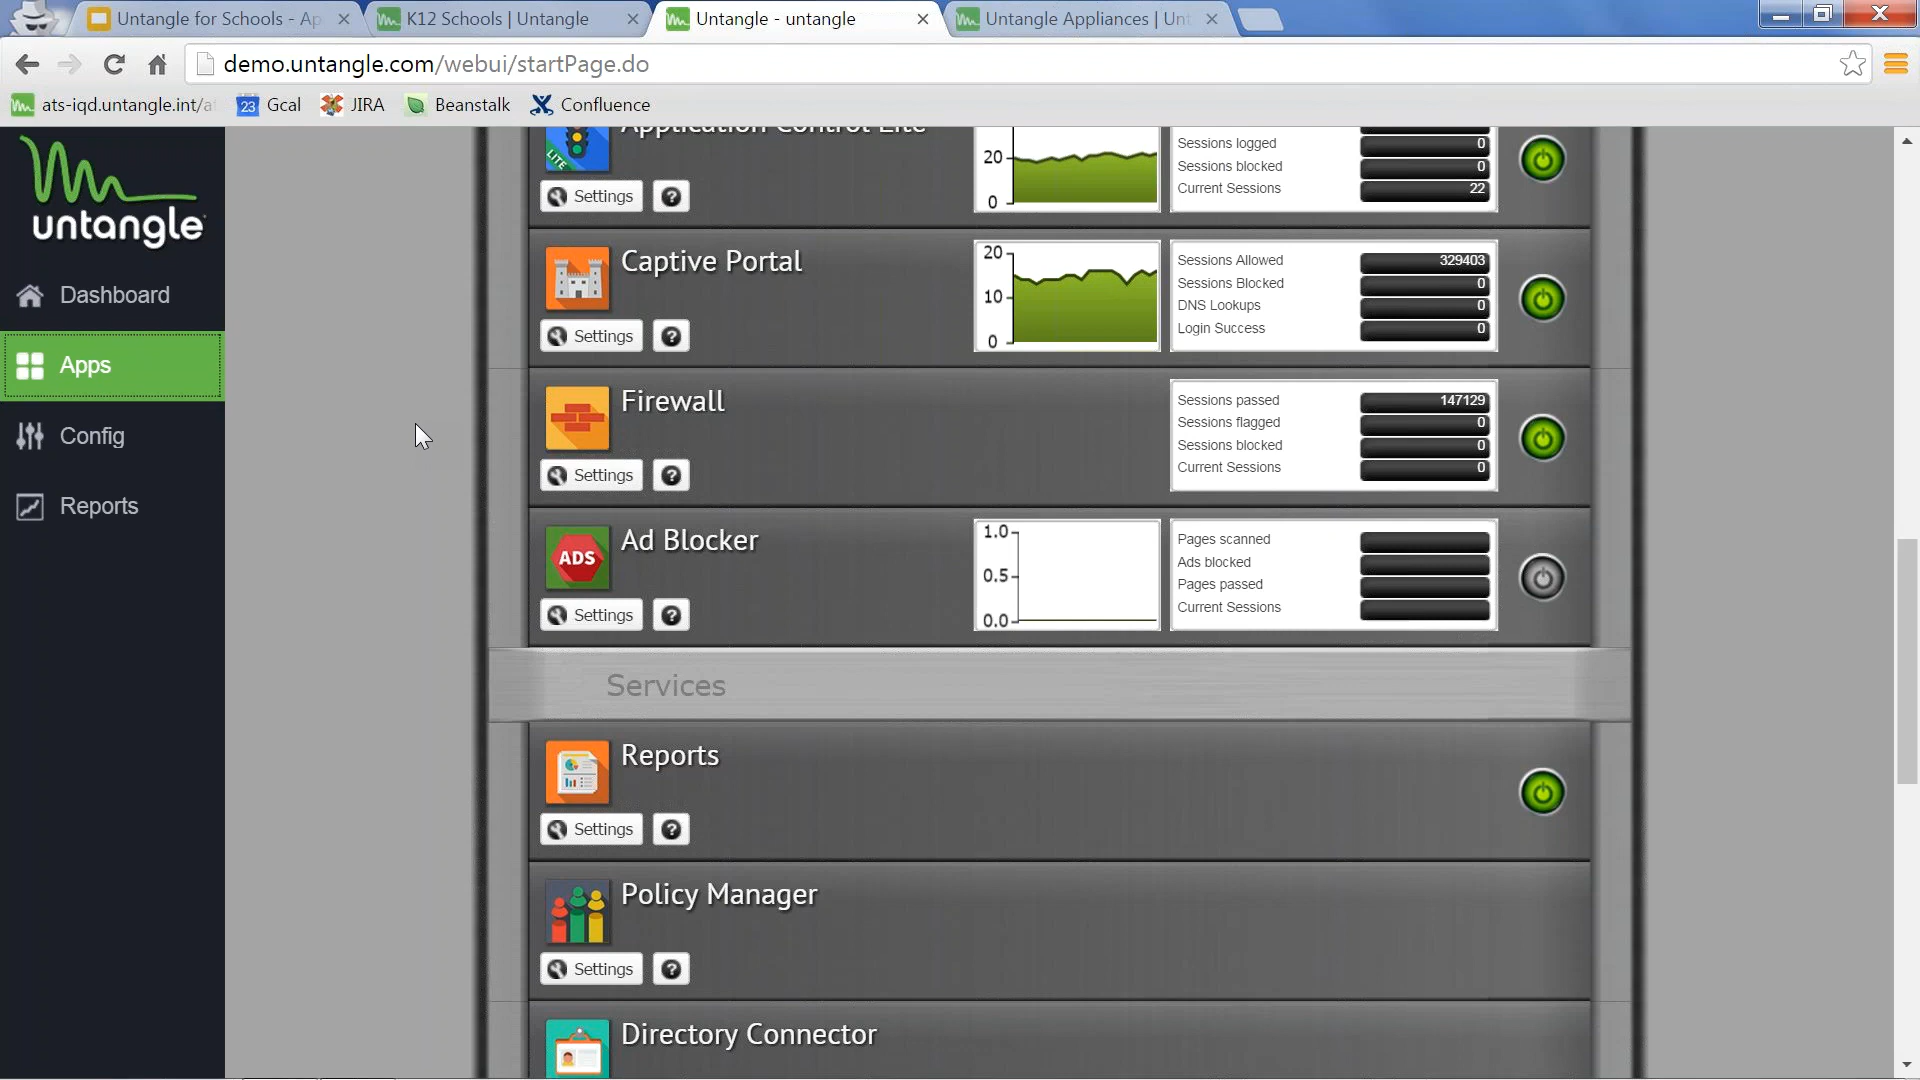 Untangle for Schools - Ap
K12 Schools | Untangle
Untangle - untangle
Untangle Appliances | Unt
demo.untangle.com/webui/startPage.do
ats-iqd.untangle.int/a
23
Gcal
JIRA
Beanstalk
Confluence
untangle
Dashboard
Apps
Config
Reports
Application Control Lite
LITE
Settings
20
0
Sessions logged 0
Sessions blocked 0
Current Sessions 22
Captive Portal
Settings
20
10
0
Sessions Allowed 329403
Sessions Blocked 0
DNS Lookups 0
Login Success 0
Firewall
Settings
Sessions passed 147129
Sessions flagged 0
Sessions blocked 0
Current Sessions 0
ADS
Ad Blocker
Settings
1.0
0.5
0.0
Pages scanned
Ads blocked
Pages passed
Current Sessions
Services
Reports
Settings
Policy Manager
Settings
Directory Connector